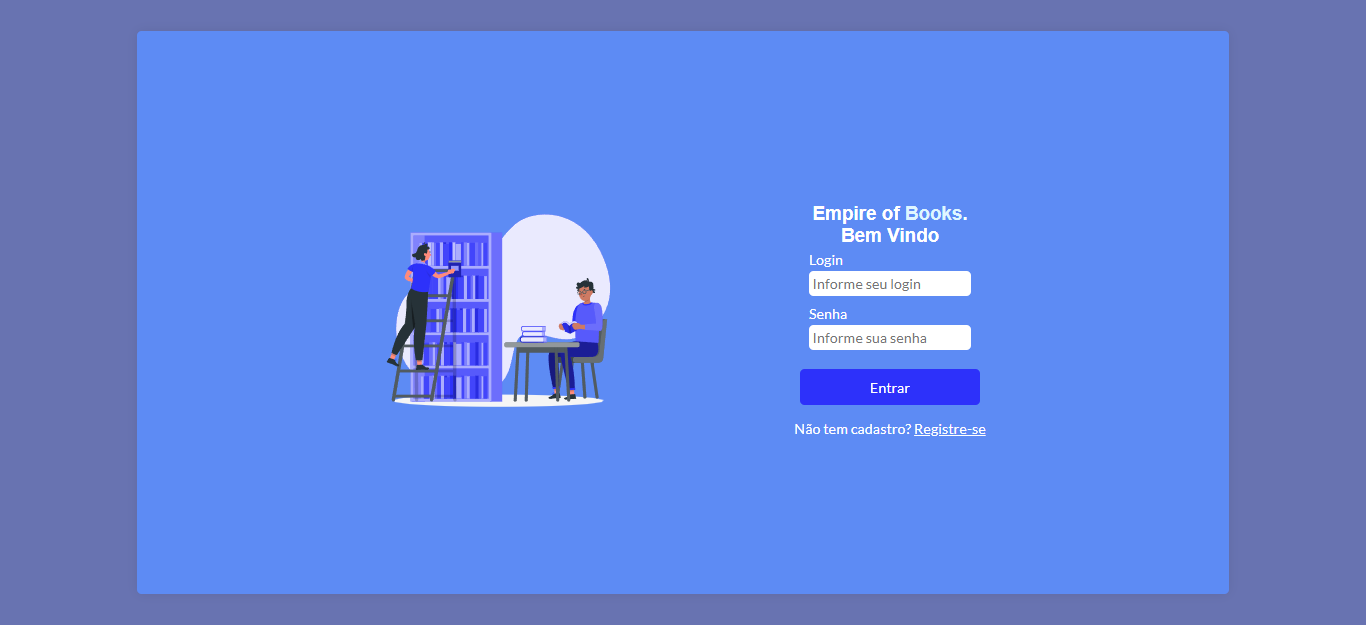 Empire of Books.
Bem Vindo
Login
Informe seu login
Senha
Informe sua senha
Entrar
Não tem cadastro? Registre-se